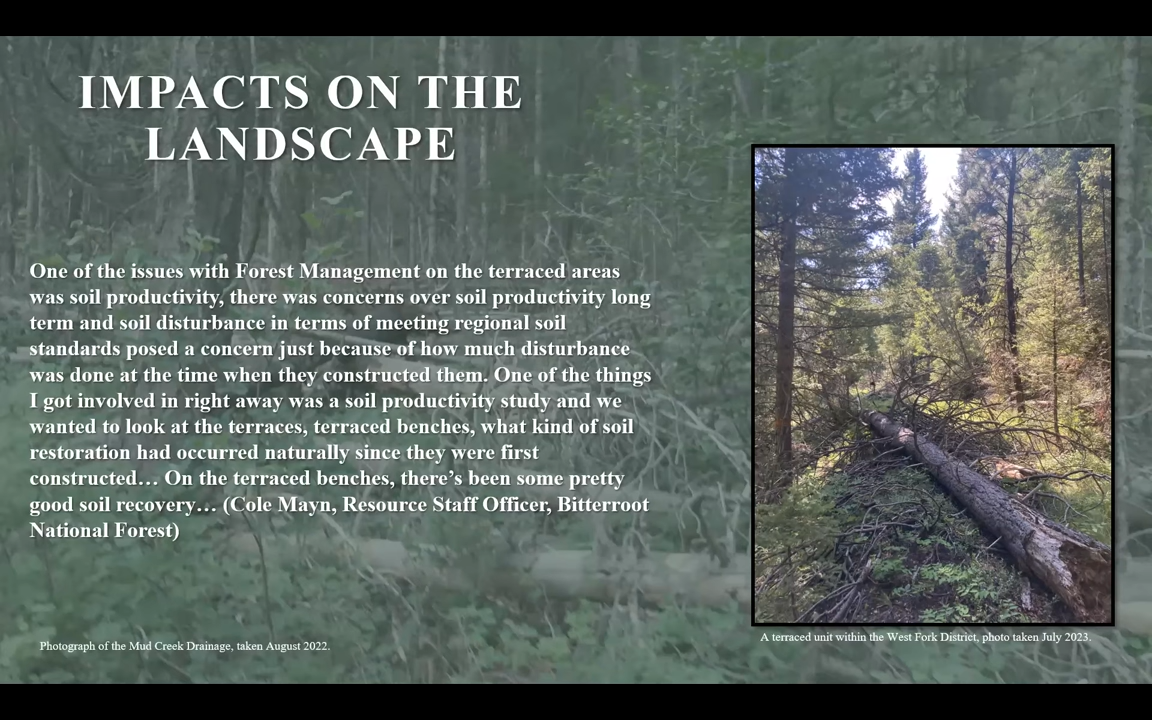 IMPACTS ON THE
LANDSCAPE
One of the issues with Forest Management on the terraced areas
was soil productivity, there was concerns over soil productivity long
term and soil disturbance in terms of meeting regional soil
standards posed a concern just because of how much disturbance
was done at the time when they constructed them. One of the things
I got involved in right away was a soil productivity study and we
wanted to look at the terraces, terraced benches, what kind of soil
restoration had occurred naturally since they were first
constructed… On the terraced benches, there’s been some pretty
good soil recovery… (Cole Mayn, Resource Staff Officer, Bitterroot
National Forest)
Photograph of the Mud Creek Drainage, taken August 2022.
A terraced unit within the West Fork District, photo taken July 2023.